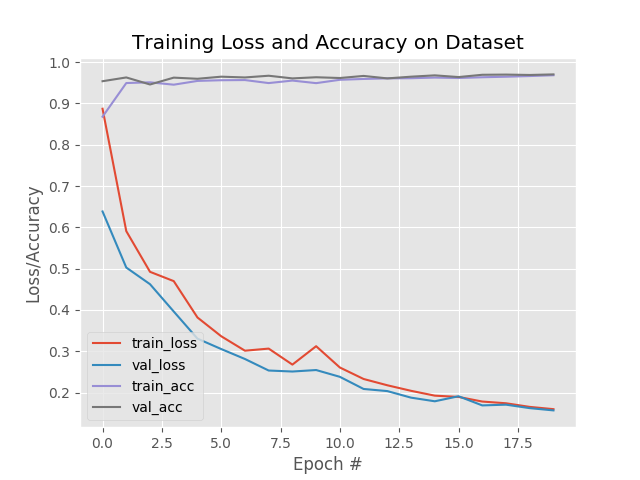 Training Loss and Accuracy on Dataset
1.0
0.9
0.8
0.7
0.6
0.5
0.4
0.3
0.2
Loss/Accuracy
train_loss
val_loss
train_acc
val_acc
0.0 2.5 5.0 7.5 10.0 12.5 15.0 17.5
Epoch #